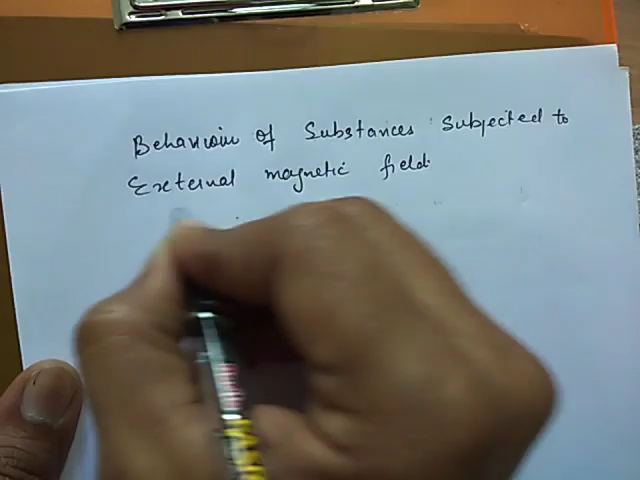 Behaviour of Substances Subjected to
External magnetic field.